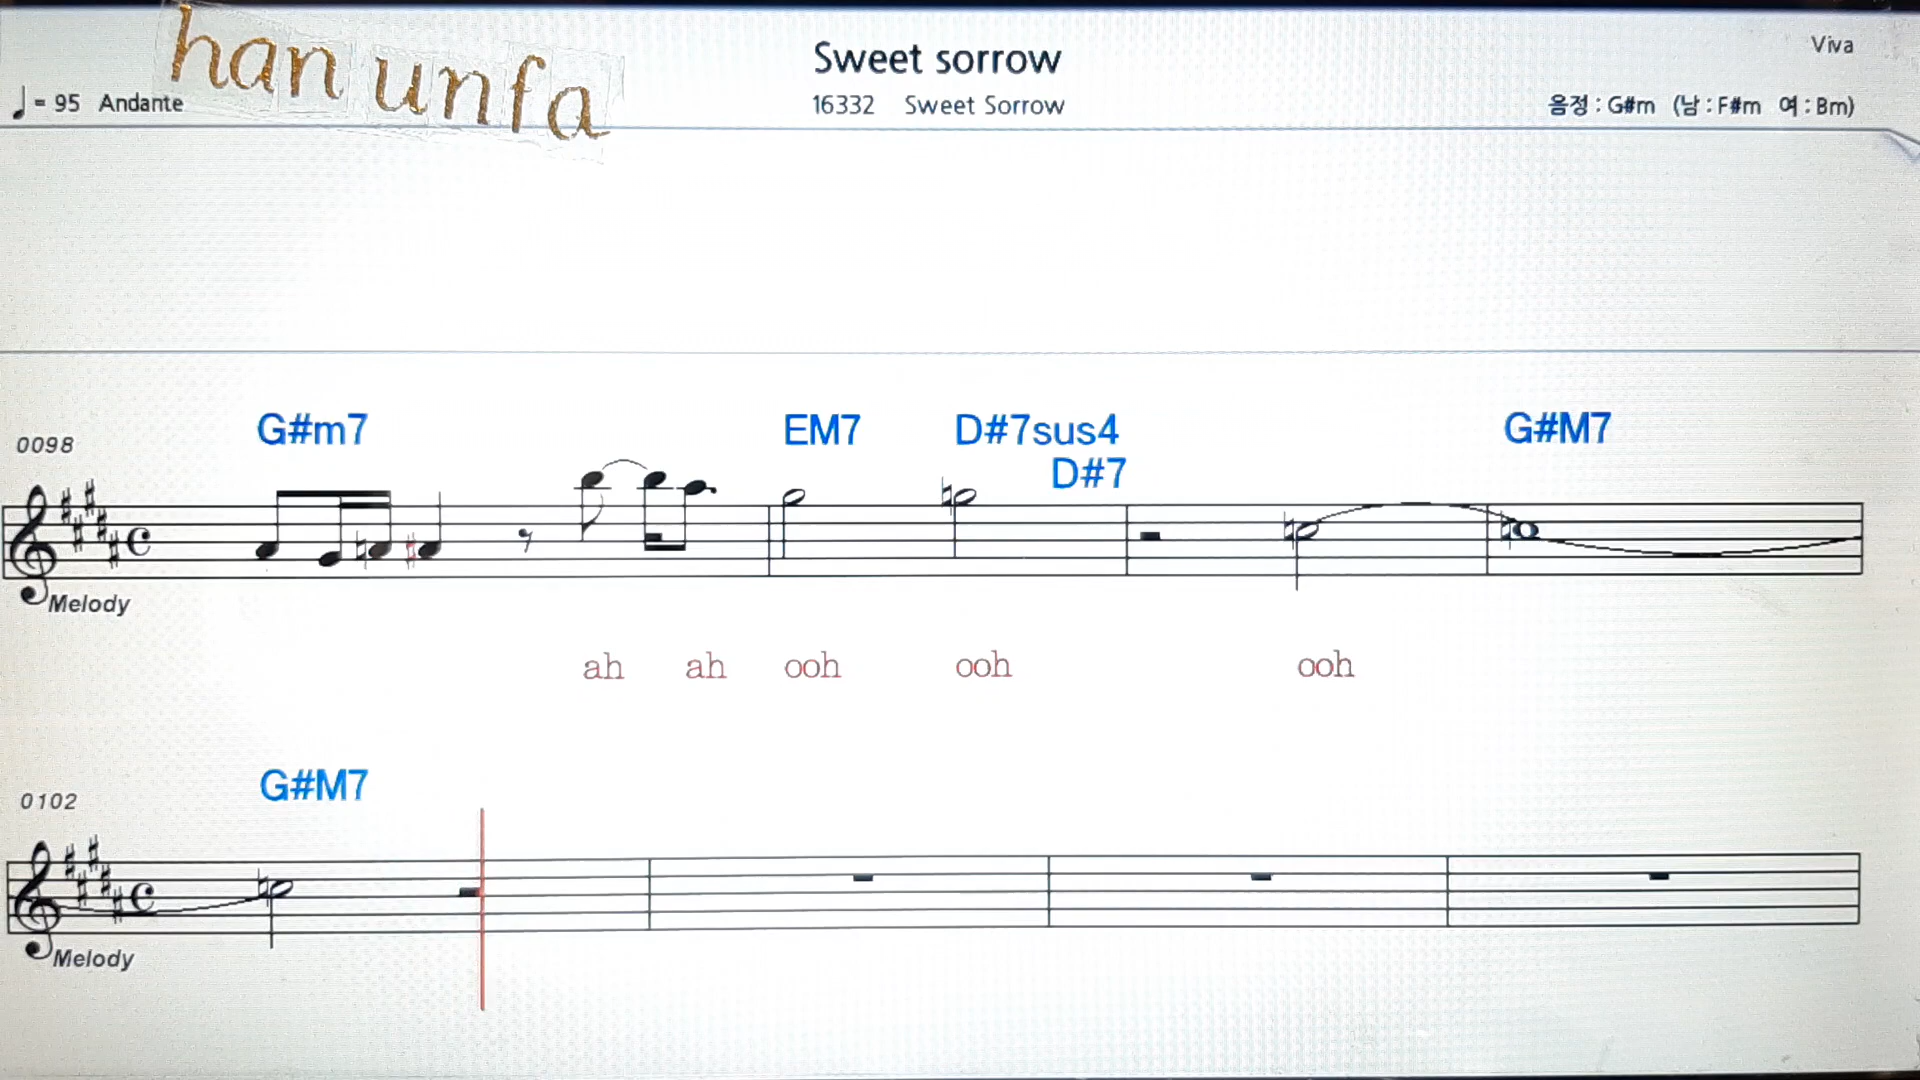 han unfa
Sweet sorrow
Viva
= 95 Andante
16332 Sweet Sorrow
음정 : G#m (남 : F#m 여 : Bm)
G#m7 EM7 D#7sus4 G#M7
0098
D#7
Melody
ah ah ooh ooh ooh
G#M7
0102
Melody